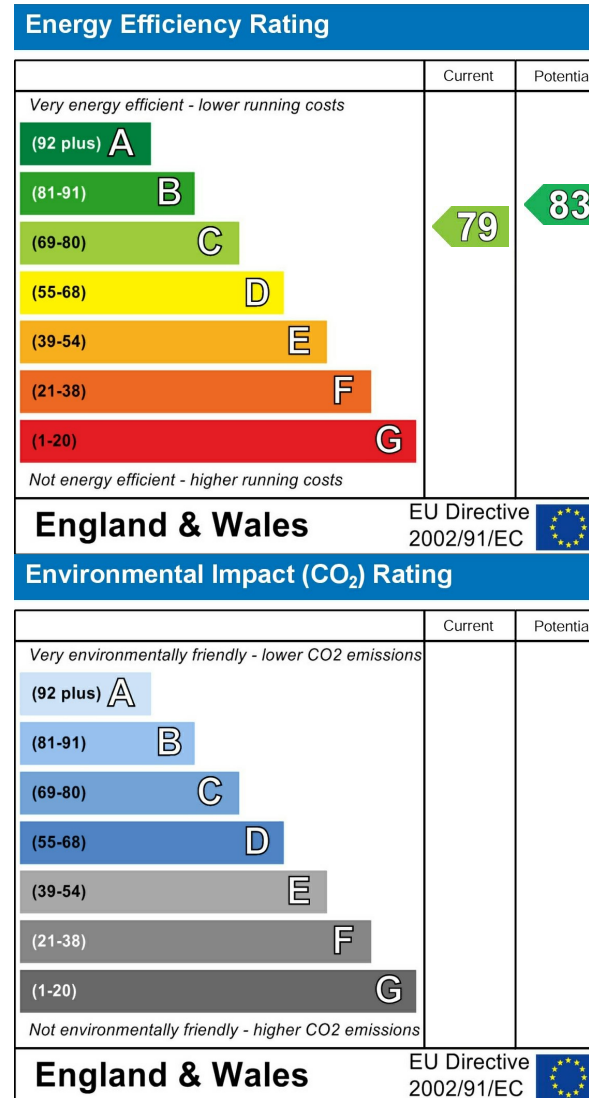 Energy Efficiency Rating
Current Potentia
Very energy efficient - lower running costs
(92 plus) A
(81-91) B
(69-80) C
(55-68) D
(39-54) E
(21-38) F
(1-20) G
79
83
Not energy efficient - higher running costs
England & Wales
EU Directive
2002/91/EC
Environmental Impact (CO₂) Rating
Current Potentia
Very environmentally friendly - lower CO2 emissions
(92 plus) A
(81-91) B
(69-80) C
(55-68) D
(39-54) E
(21-38) F
(1-20) G
Not environmentally friendly - higher CO2 emissions
England & Wales
EU Directive
2002/91/EC